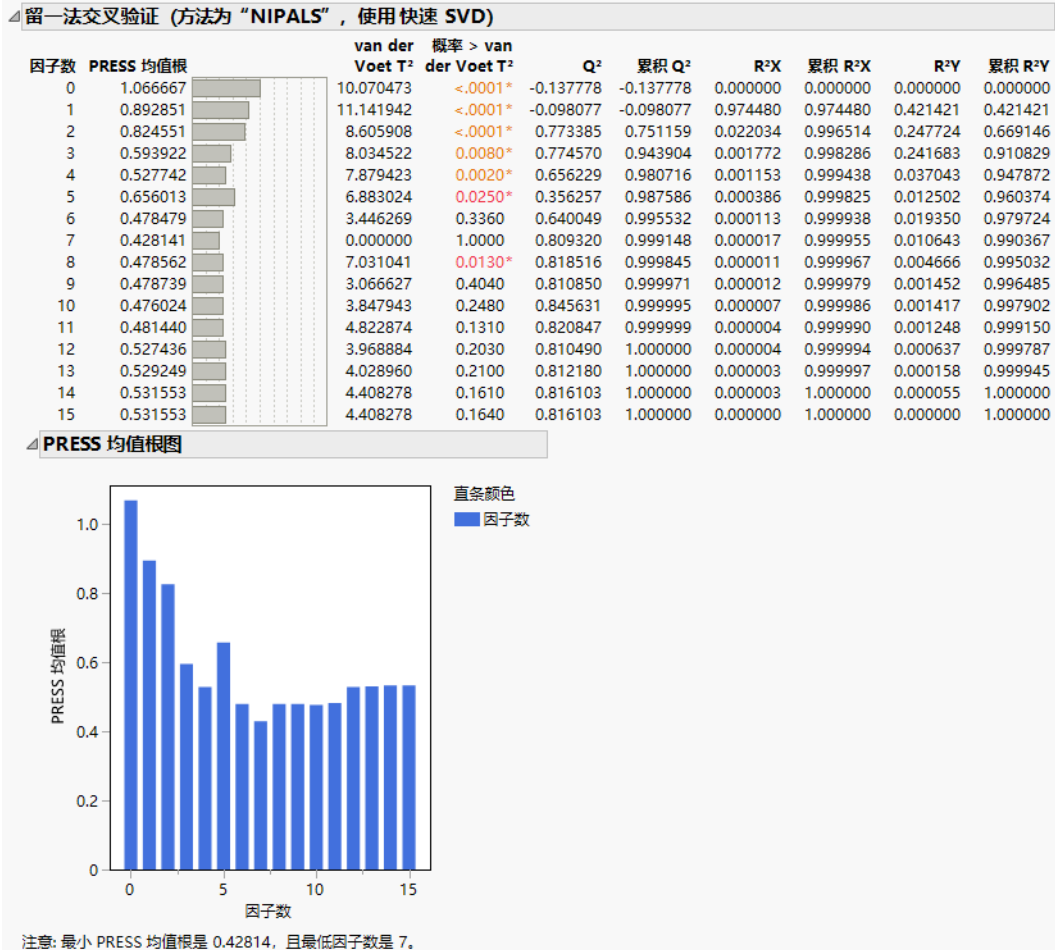 留一法交叉验证 (方法为“NIPALS”，使用快速 SVD)
van der 概率 > van
因子数 PRESS 均值根 Voet T² der Voet T² Q² 累积 Q² R²X 累积 R²X R²Y 累积 R²Y
0 1.066667 10.070473 <.0001* -0.137778 -0.137778 0.000000 0.000000 0.000000 0.000000
1 0.892851 11.141942 <.0001* -0.098077 -0.098077 0.974480 0.974480 0.421421 0.421421
2 0.824551 8.605908 <.0001* 0.773385 0.751159 0.022034 0.996514 0.247724 0.669146
3 0.593922 8.034522 0.0080* 0.774570 0.943904 0.001772 0.998286 0.241683 0.910829
4 0.527742 7.879423 0.0020* 0.656229 0.980716 0.001153 0.999438 0.037043 0.947872
5 0.656013 6.883024 0.0250* 0.356257 0.987586 0.000386 0.999825 0.012502 0.960374
6 0.478479 3.446269 0.3360 0.640049 0.995532 0.000113 0.999938 0.019350 0.979724
7 0.428141 0.000000 1.0000 0.809320 0.999148 0.000017 0.999955 0.010643 0.990367
8 0.478562 7.031041 0.0130* 0.818516 0.999845 0.000011 0.999967 0.004666 0.995032
9 0.478739 3.066627 0.4040 0.810850 0.999971 0.000012 0.999979 0.001452 0.996485
10 0.476024 3.847943 0.2480 0.845631 0.999995 0.000007 0.999986 0.001417 0.997902
11 0.481440 4.822874 0.1310 0.820847 0.999999 0.000004 0.999990 0.001248 0.999150
12 0.527436 3.968884 0.2030 0.810490 1.000000 0.000004 0.999994 0.000637 0.999787
13 0.529249 4.028960 0.2100 0.812180 1.000000 0.000003 0.999997 0.000158 0.999945
14 0.531553 4.408278 0.1610 0.816103 1.000000 0.000003 1.000000 0.000055 1.000000
15 0.531553 4.408278 0.1640 0.816103 1.000000 0.000000 1.000000 0.000000 1.000000
PRESS 均值根图
直条颜色
因子数
PRESS 均值根
1.0
0.8
0.6
0.4
0.2
0
0 5 10 15
因子数
注意: 最小 PRESS 均值根是 0.42814，且最低因子数是 7。